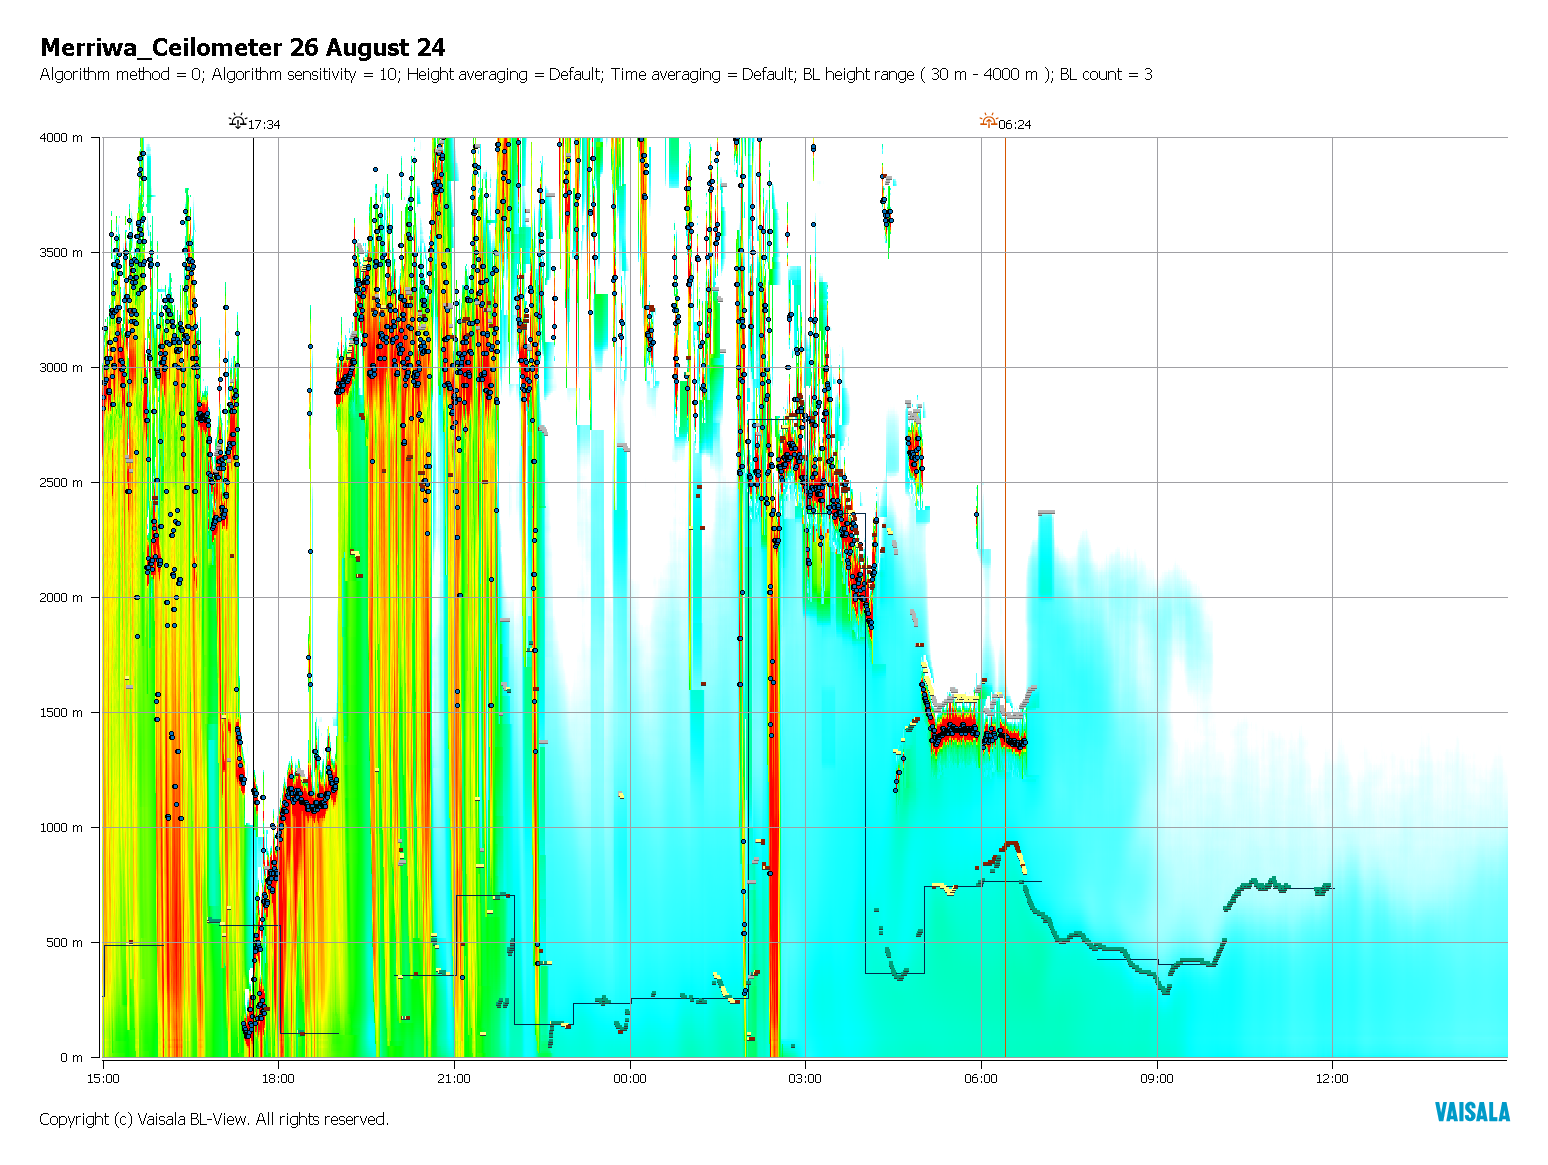 Merriwa_Ceilometer 26 August 24
Algorithm method = 0; Algorithm sensitivity = 10; Height averaging = Default; Time averaging = Default; BL height range ( 30 m - 4000 m ); BL count = 3
17:34 06:24
4000 m
3500 m
3000 m
2500 m
2000 m
1500 m
1000 m
500 m
0 m
15:00 18:00 21:00 00:00 03:00 06:00 09:00 12:00
Copyright (c) Vaisala BL-View. All rights reserved.
VAISALA